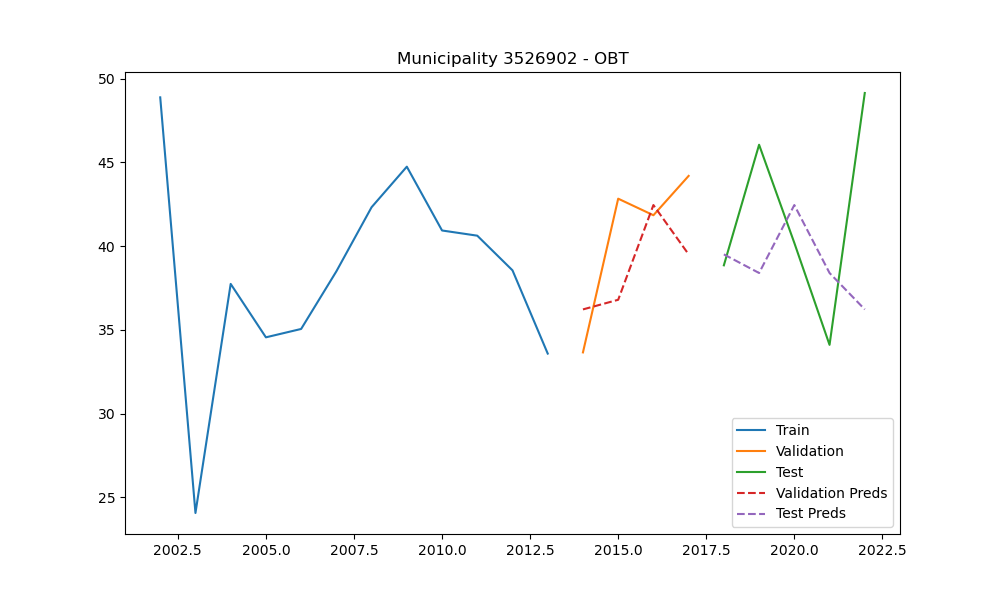 Municipality 3526902 - OBT
50
45
40
35
30
25
2002.5 2005.0 2007.5 2010.0 2012.5 2015.0 2017.5 2020.0 2022.5
Train
Validation
Test
Validation Preds
Test Preds